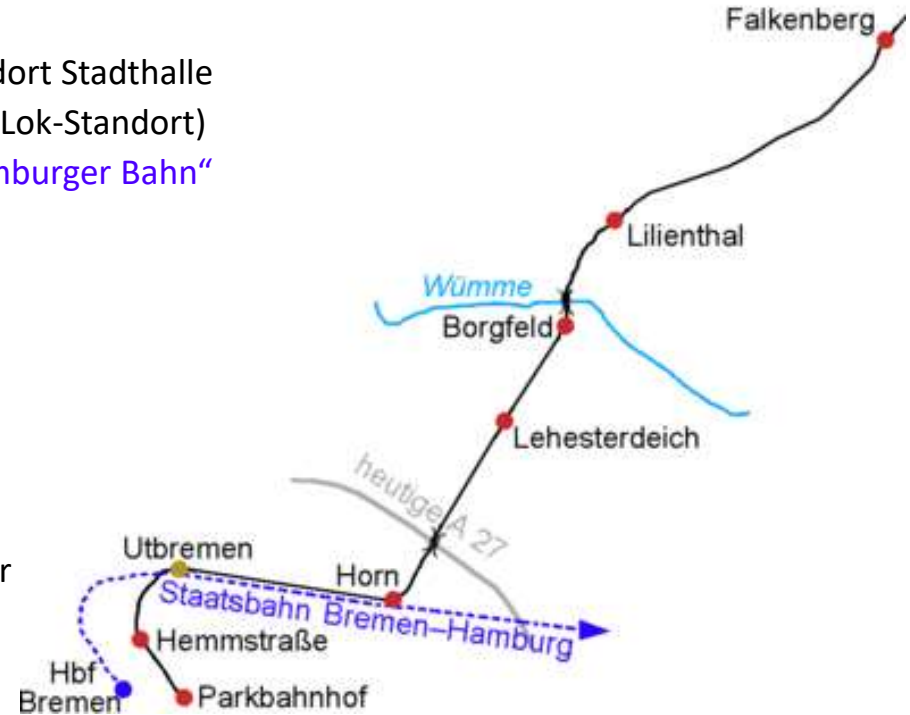 Falkenberg
dort Stadthalle
Lok-Standort)
mburger Bahn“
Lilienthal
Wümme
Borgfeld
Lehesterdeich
heutige A 27
Utbremen
r
Horn
Staatsbahn Bremen–Hamburg
Hemmstraße
Hbf
Bremen
Parkbahnhof